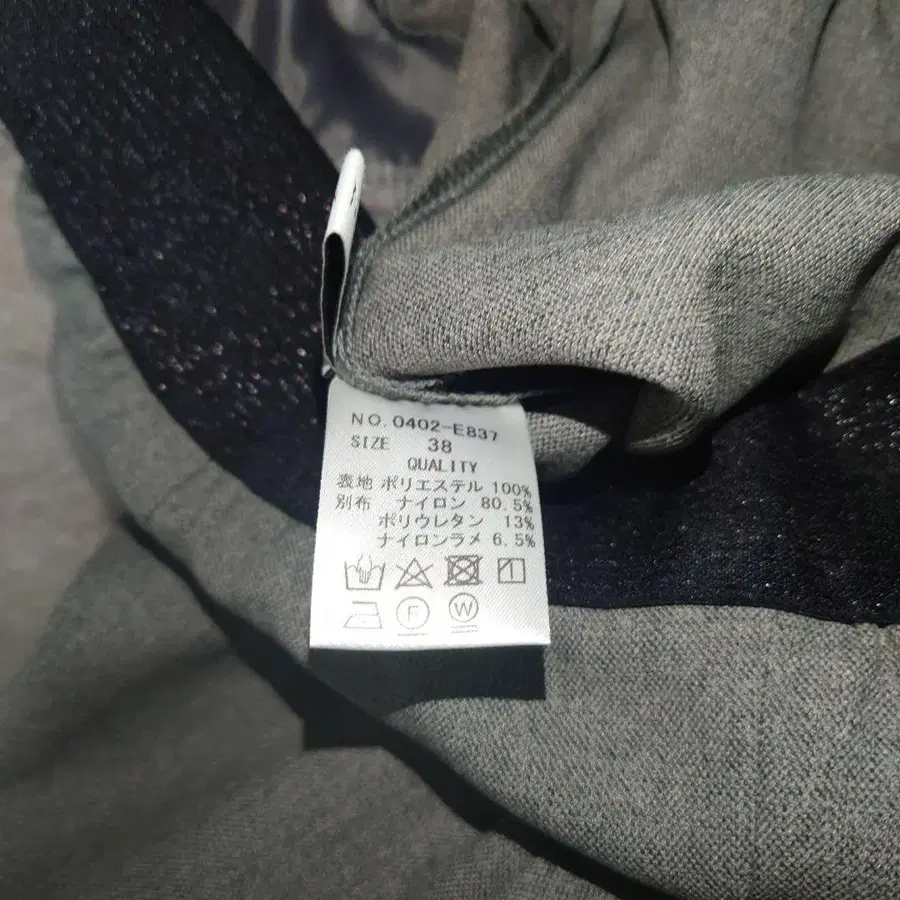 NO. 0402-E837
SIZE 38
QUALITY
表地 ポリエステル 100%
別布 ナイロン 80.5%
ポリウレタン 13%
ナイロンラメ 6.5%
F W